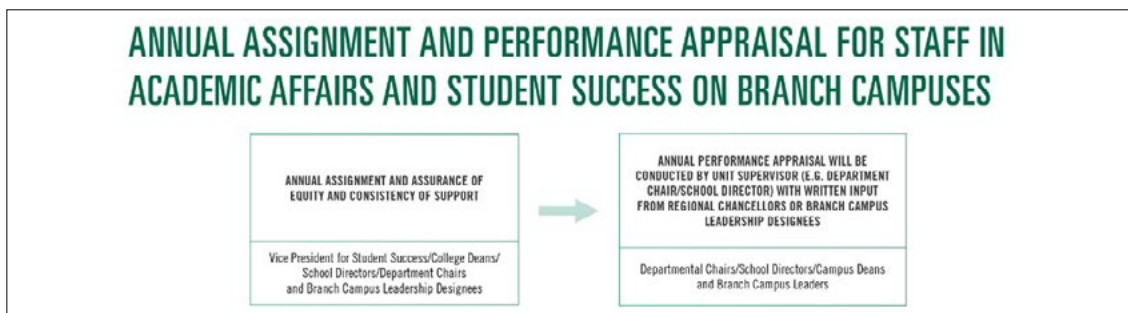 ANNUAL ASSIGNMENT AND PERFORMANCE APPRAISAL FOR STAFF IN
ACADEMIC AFFAIRS AND STUDENT SUCCESS ON BRANCH CAMPUSES
ANNUAL ASSIGNMENT AND ASSURANCE OF
EQUITY AND CONSISTENCY OF SUPPORT
Vice President for Student Success/College Deans/
School Directors/Department Chairs
and Branch Campus Leadership Designees
ANNUAL PERFORMANCE APPRAISAL WILL BE
CONDUCTED BY UNIT SUPERVISOR (E.G. DEPARTMENT
CHAIR/SCHOOL DIRECTOR) WITH WRITTEN INPUT
FROM REGIONAL CHANCELLORS OR BRANCH CAMPUS
LEADERSHIP DESIGNEES
Departmental Chairs/School Directors/Campus Deans
and Branch Campus Leaders